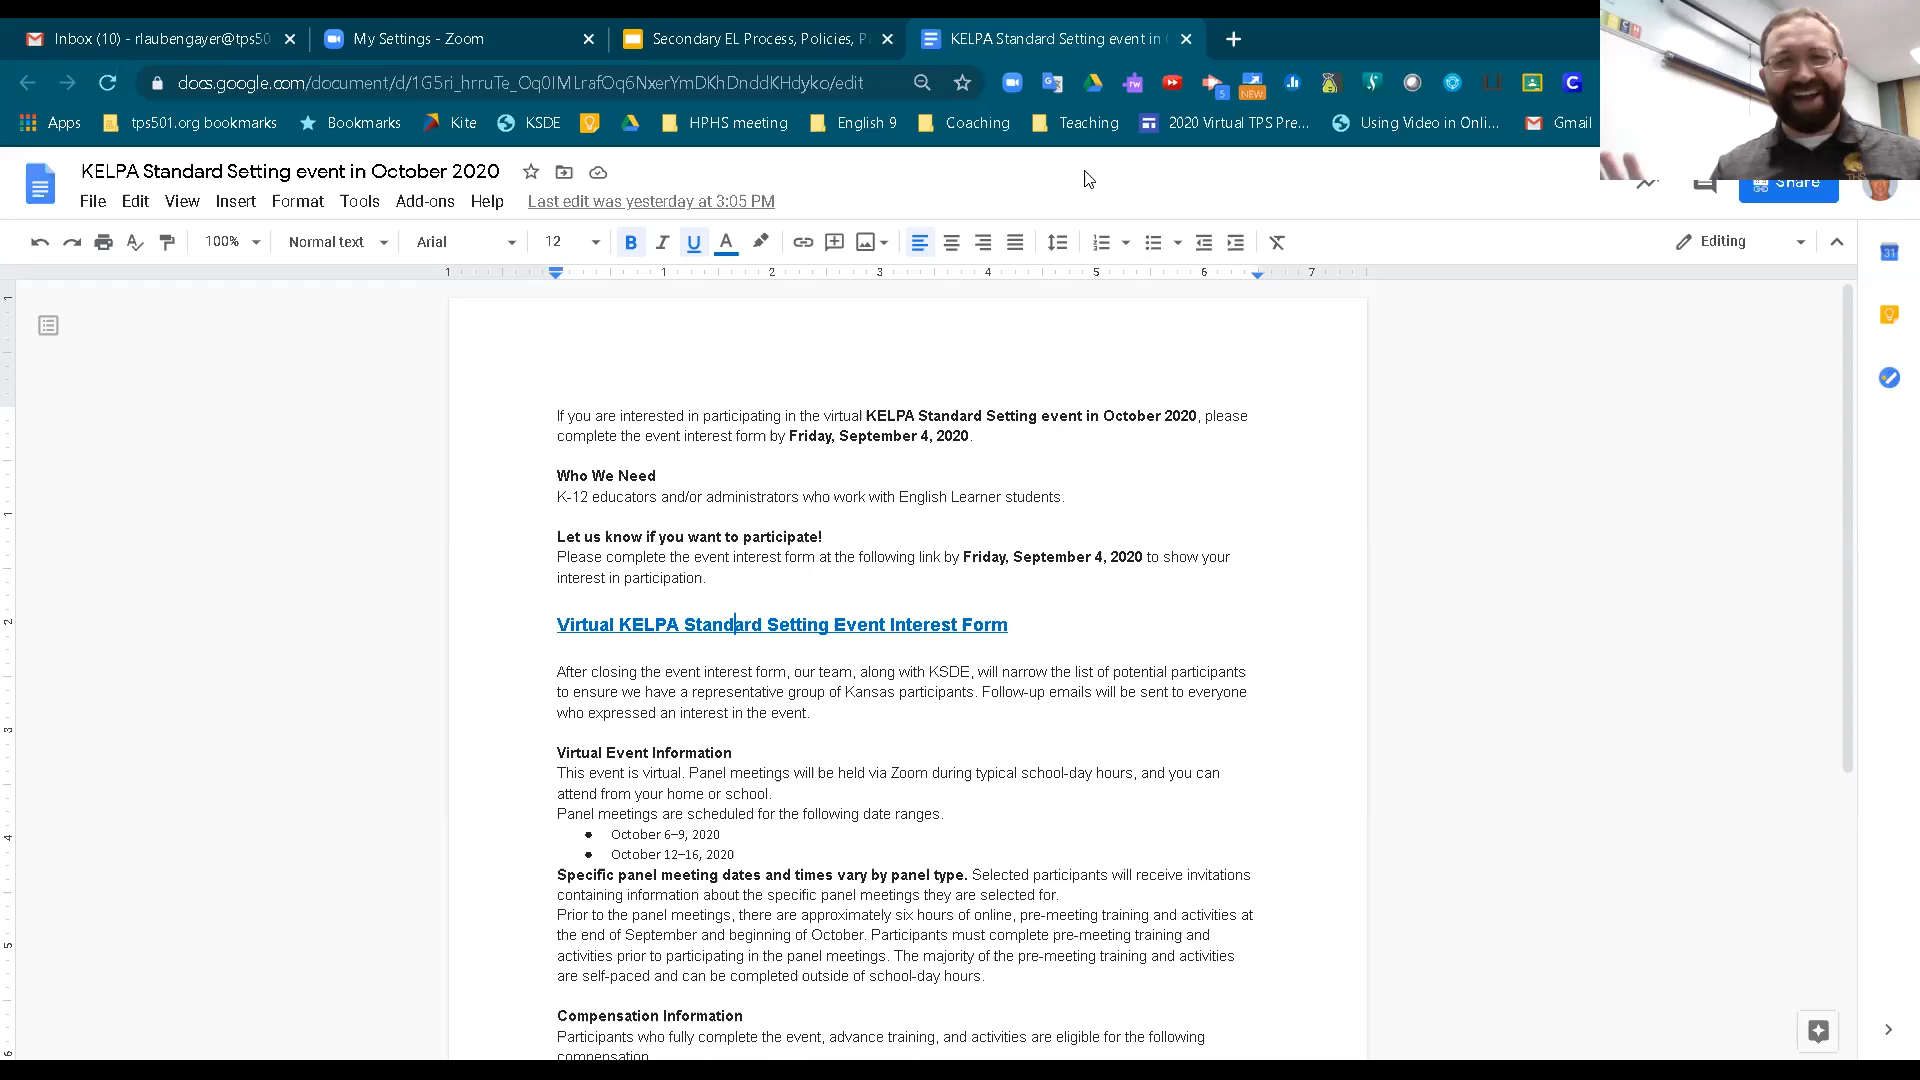 Inbox (10) - rlaubengayer@tps50
My Settings - Zoom
Secondary EL Process, Policies, P
KELPA Standard Setting event in
docs.google.com/document/d/1G5ri_hrruTe_Oq0IMLrafOq6NxerYmDKhDnddKHdyko/edit
5
NEW
Apps
tps501.org bookmarks
Bookmarks
Kite
KSDE
HPHS meeting
English 9
Coaching
Teaching
2020 Virtual TPS Pre...
Using Video in Onli...
Gmail
KELPA Standard Setting event in October 2020
File Edit View Insert Format Tools Add-ons Help Last edit was yesterday at 3:05 PM
Share
THS
100% Normal text Arial 12 B I U A Editing
1 1 2 3 4 5 6 7
31
If you are interested in participating in the virtual KELPA Standard Setting event in October 2020, please
complete the event interest form by Friday, September 4, 2020.
Who We Need
K-12 educators and/or administrators who work with English Learner students.
Let us know if you want to participate!
Please complete the event interest form at the following link by Friday, September 4, 2020 to show your
interest in participation.
Virtual KELPA Standard Setting Event Interest Form
After closing the event interest form, our team, along with KSDE, will narrow the list of potential participants
to ensure we have a representative group of Kansas participants. Follow-up emails will be sent to everyone
who expressed an interest in the event.
Virtual Event Information
This event is virtual. Panel meetings will be held via Zoom during typical school-day hours, and you can
attend from your home or school.
Panel meetings are scheduled for the following date ranges.
● October 6–9, 2020
● October 12–16, 2020
Specific panel meeting dates and times vary by panel type. Selected participants will receive invitations
containing information about the specific panel meetings they are selected for.
Prior to the panel meetings, there are approximately six hours of online, pre-meeting training and activities at
the end of September and beginning of October. Participants must complete pre-meeting training and
activities prior to participating in the panel meetings. The majority of the pre-meeting training and activities
are self-paced and can be completed outside of school-day hours.
Compensation Information
Participants who fully complete the event, advance training, and activities are eligible for the following
compensation